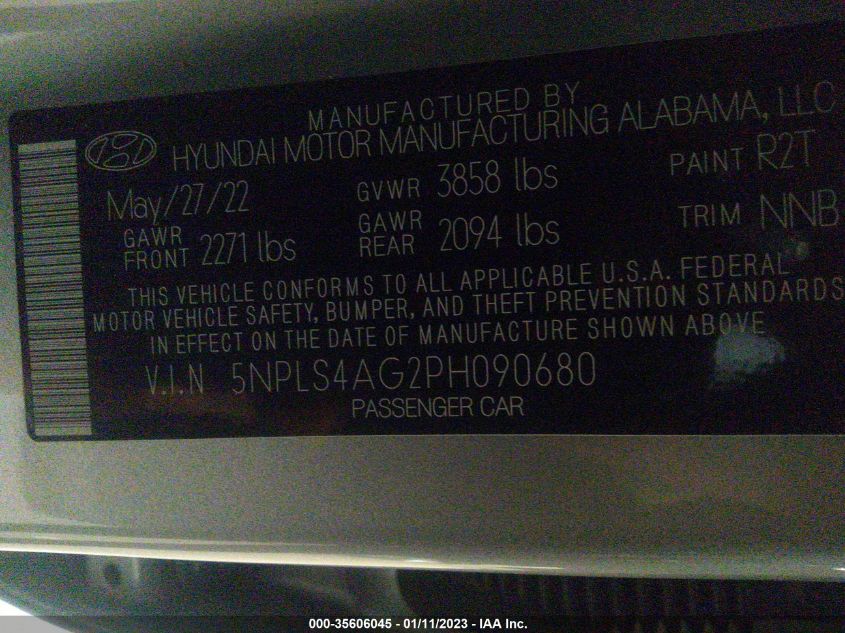 MANUFACTURED BY
HYUNDAI MOTOR MANUFACTURING ALABAMA, LLC
May/27/22 GVWR 3858 lbs PAINT R2T
GAWR FRONT 2271 lbs GAWR REAR 2094 lbs TRIM NNB
THIS VEHICLE CONFORMS TO ALL APPLICABLE U.S.A. FEDERAL
MOTOR VEHICLE SAFETY, BUMPER, AND THEFT PREVENTION STANDARDS
IN EFFECT ON THE DATE OF MANUFACTURE SHOWN ABOVE
V.I.N 5NPLS4AG2PH090680
PASSENGER CAR
000-35606045 - 01/11/2023 - IAA Inc.